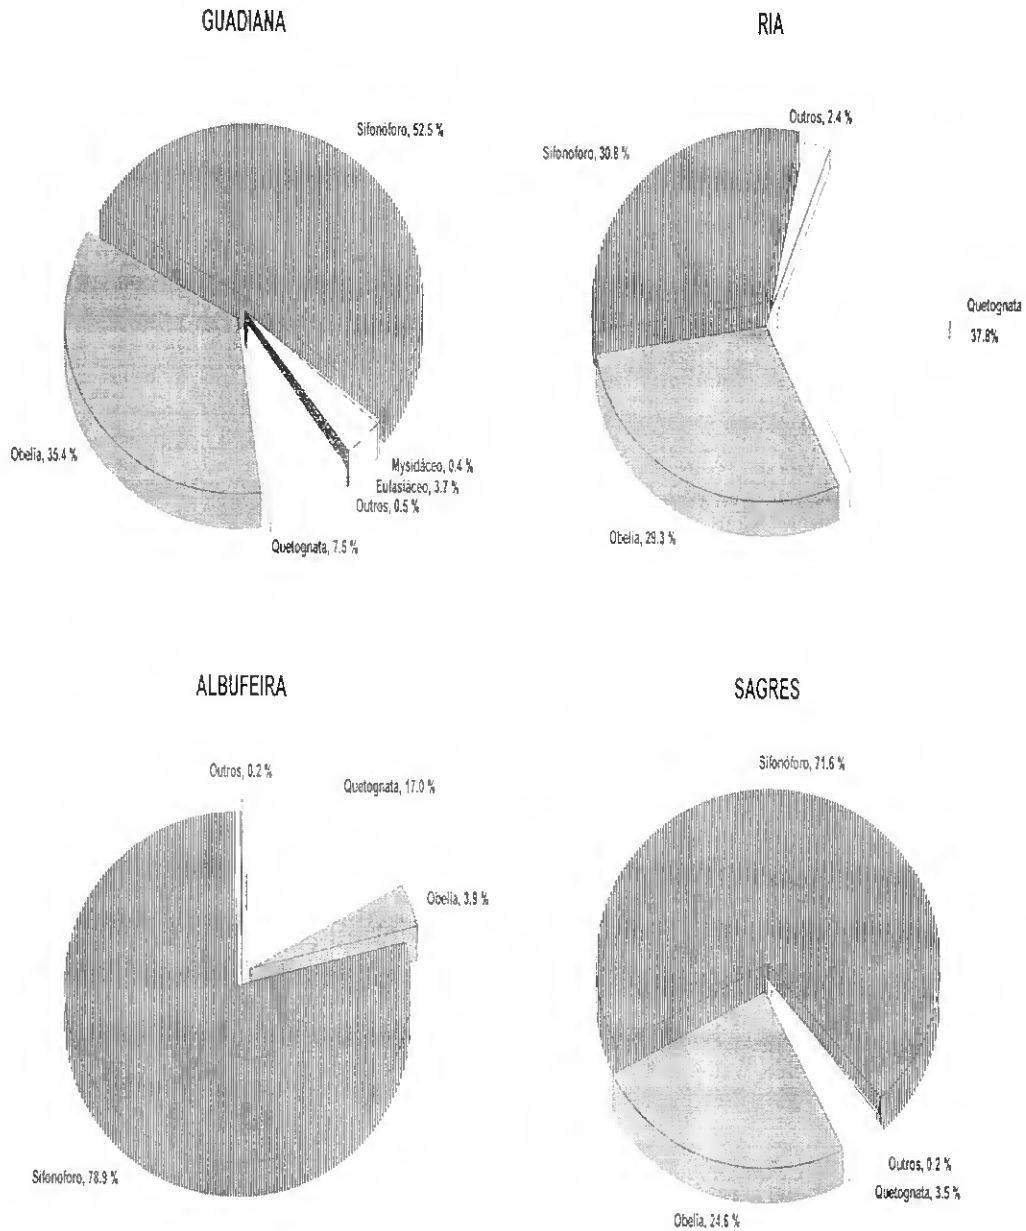 GUADIANA
Sifonóforo, 52.5 %
Obelia, 35.4 %
Mysidáceo, 0.4 %
Eufasiáceo, 3.7 %
Outros, 0.5 %
Quetognata, 7.5 %
RIA
Outros, 2.4 %
Sifonoforo, 30.8 %
Quetognata
37.8%
Obelia, 29.3 %
ALBUFEIRA
Outros, 0.2 %
Quetognata, 17.0 %
Obelia, 3.9 %
Sifonoforo, 78.9 %
SAGRES
Sifonóforo, 71.6 %
Outros, 0.2 %
Quetognata, 3.5 %
Obelia, 24.6 %